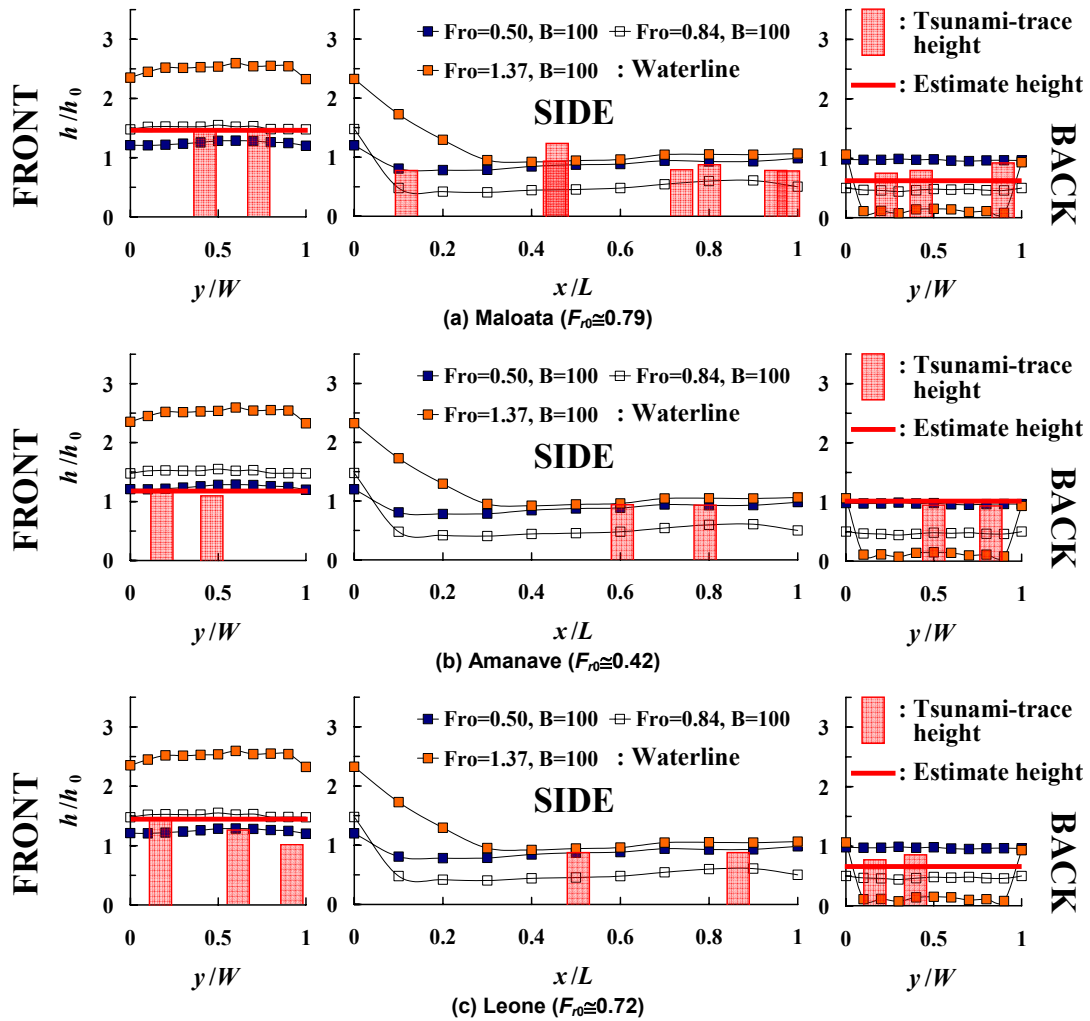 FRONT
h/h0
3
2
1
0
0 0.5 1
y/W
Fro=0.50, B=100 Fro=0.84, B=100
Fro=1.37, B=100 : Waterline
SIDE
3
2
1
0
0 0.2 0.4 0.6 0.8 1
x/L
: Tsunami-trace
height
: Estimate height
BACK
3
2
1
0
0 0.5 1
y/W
(a) Maloata (Fr0≅0.79)
FRONT
h/h0
3
2
1
0
0 0.5 1
y/W
Fro=0.50, B=100 Fro=0.84, B=100
Fro=1.37, B=100 : Waterline
SIDE
3
2
1
0
0 0.2 0.4 0.6 0.8 1
x/L
: Tsunami-trace
height
: Estimate height
BACK
3
2
1
0
0 0.5 1
y/W
(b) Amanave (Fr0≅0.42)
FRONT
h/h0
3
2
1
0
0 0.5 1
y/W
Fro=0.50, B=100 Fro=0.84, B=100
Fro=1.37, B=100 : Waterline
SIDE
3
2
1
0
0 0.2 0.4 0.6 0.8 1
x/L
: Tsunami-trace
height
: Estimate height
BACK
3
2
1
0
0 0.5 1
y/W
(c) Leone (Fr0≅0.72)